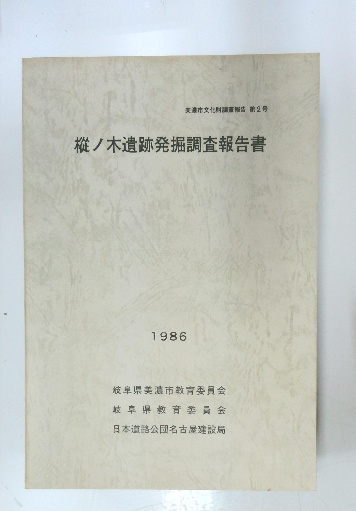 美濃市文化財調査報告 第2号
樅ノ木遺跡発掘調査報告書
1986
岐阜県美濃市教育委員会
岐阜県教育委員会
日本道路公団名古屋建設局